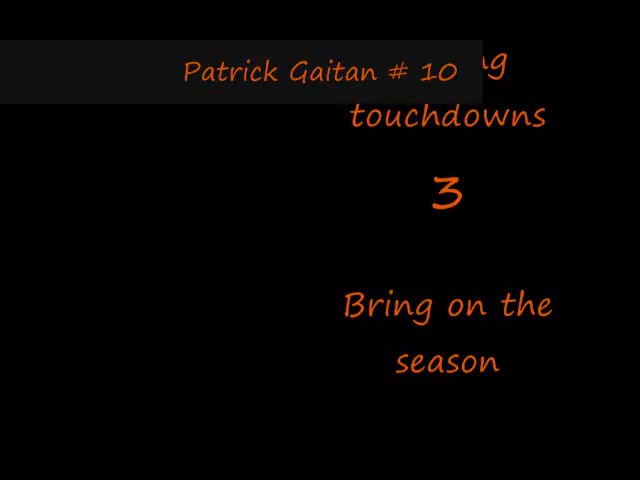 Patrick Gaitan # 10
touchdowns
3
Bring on the
season